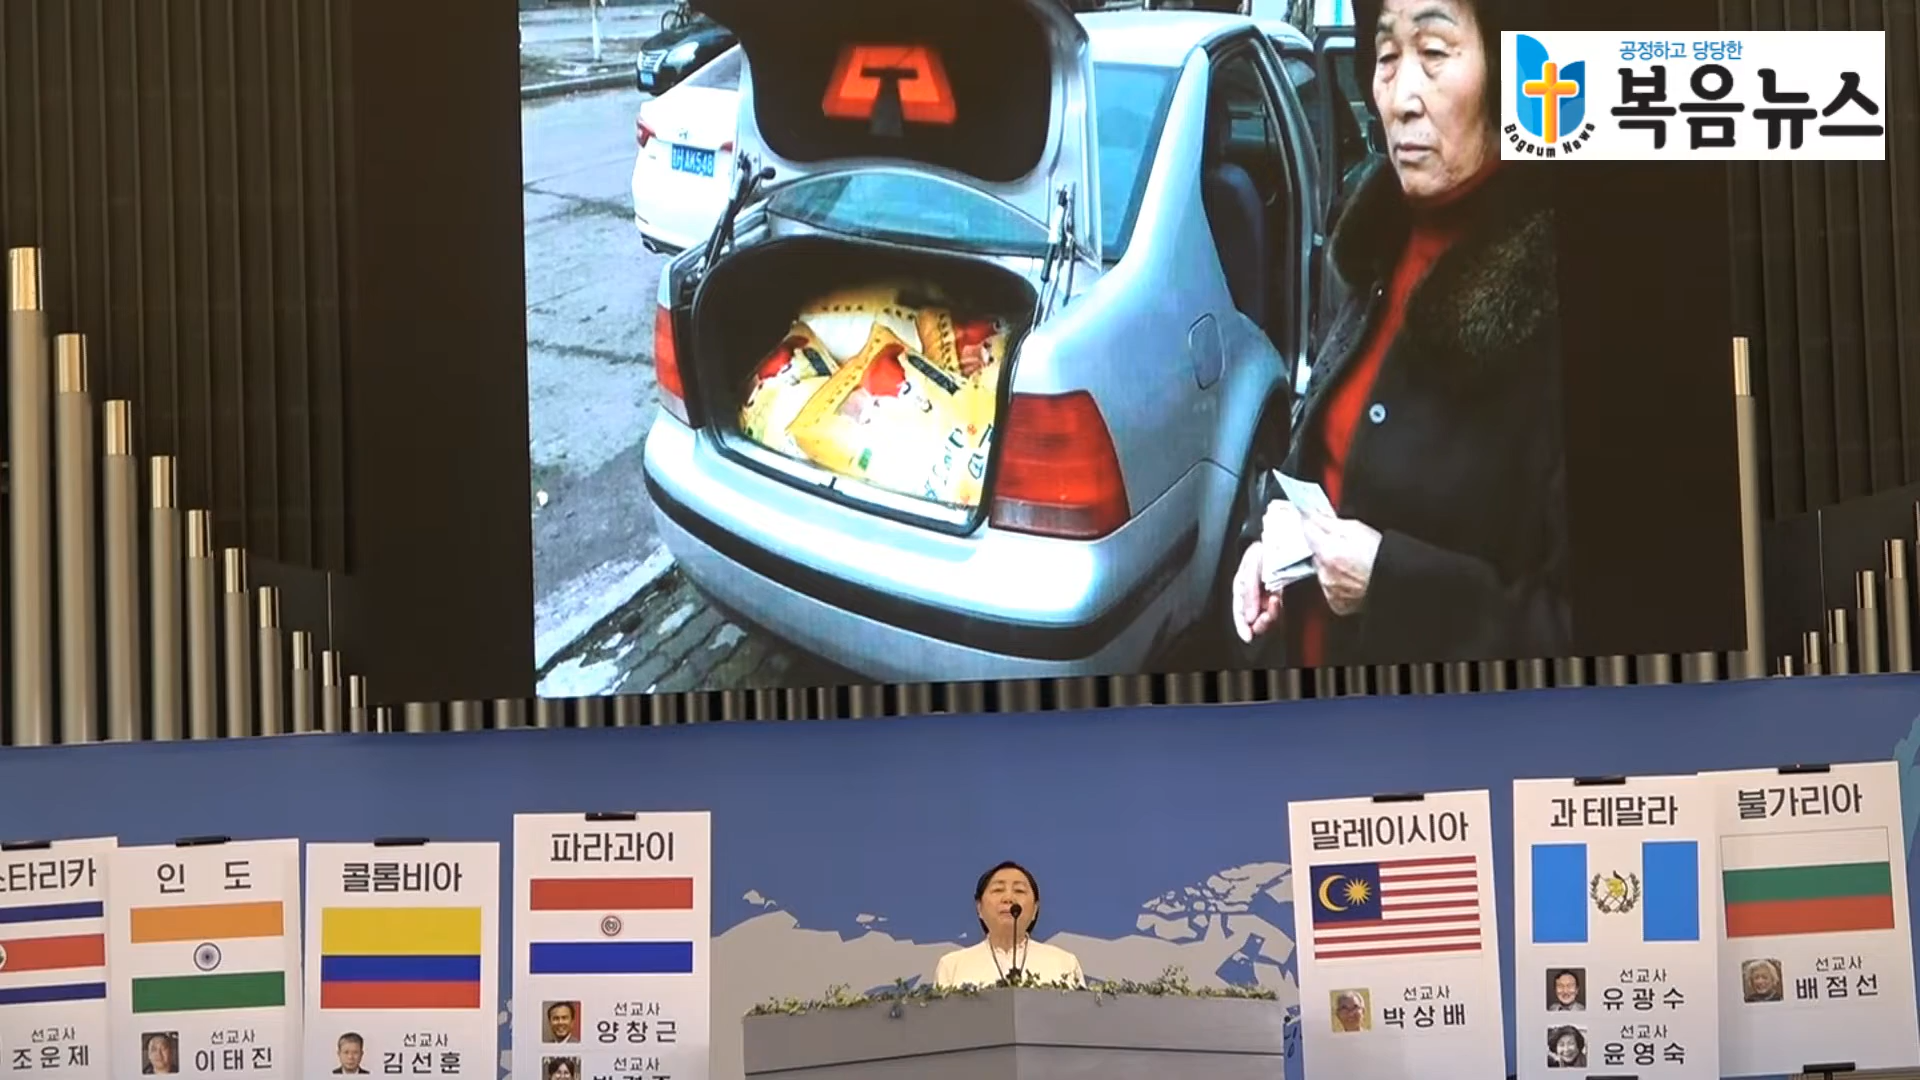 공정하고 당당한
복음뉴스
Bogeum News
스타리카
선교사
조운제
인 도
선교사
이태진
콜롬비아
선교사
김선훈
파라과이
선교사
양창근
선교사
말레이시아
선교사
박상배
과테말라
선교사
유광수
선교사
윤영숙
불가리아
선교사
배점선